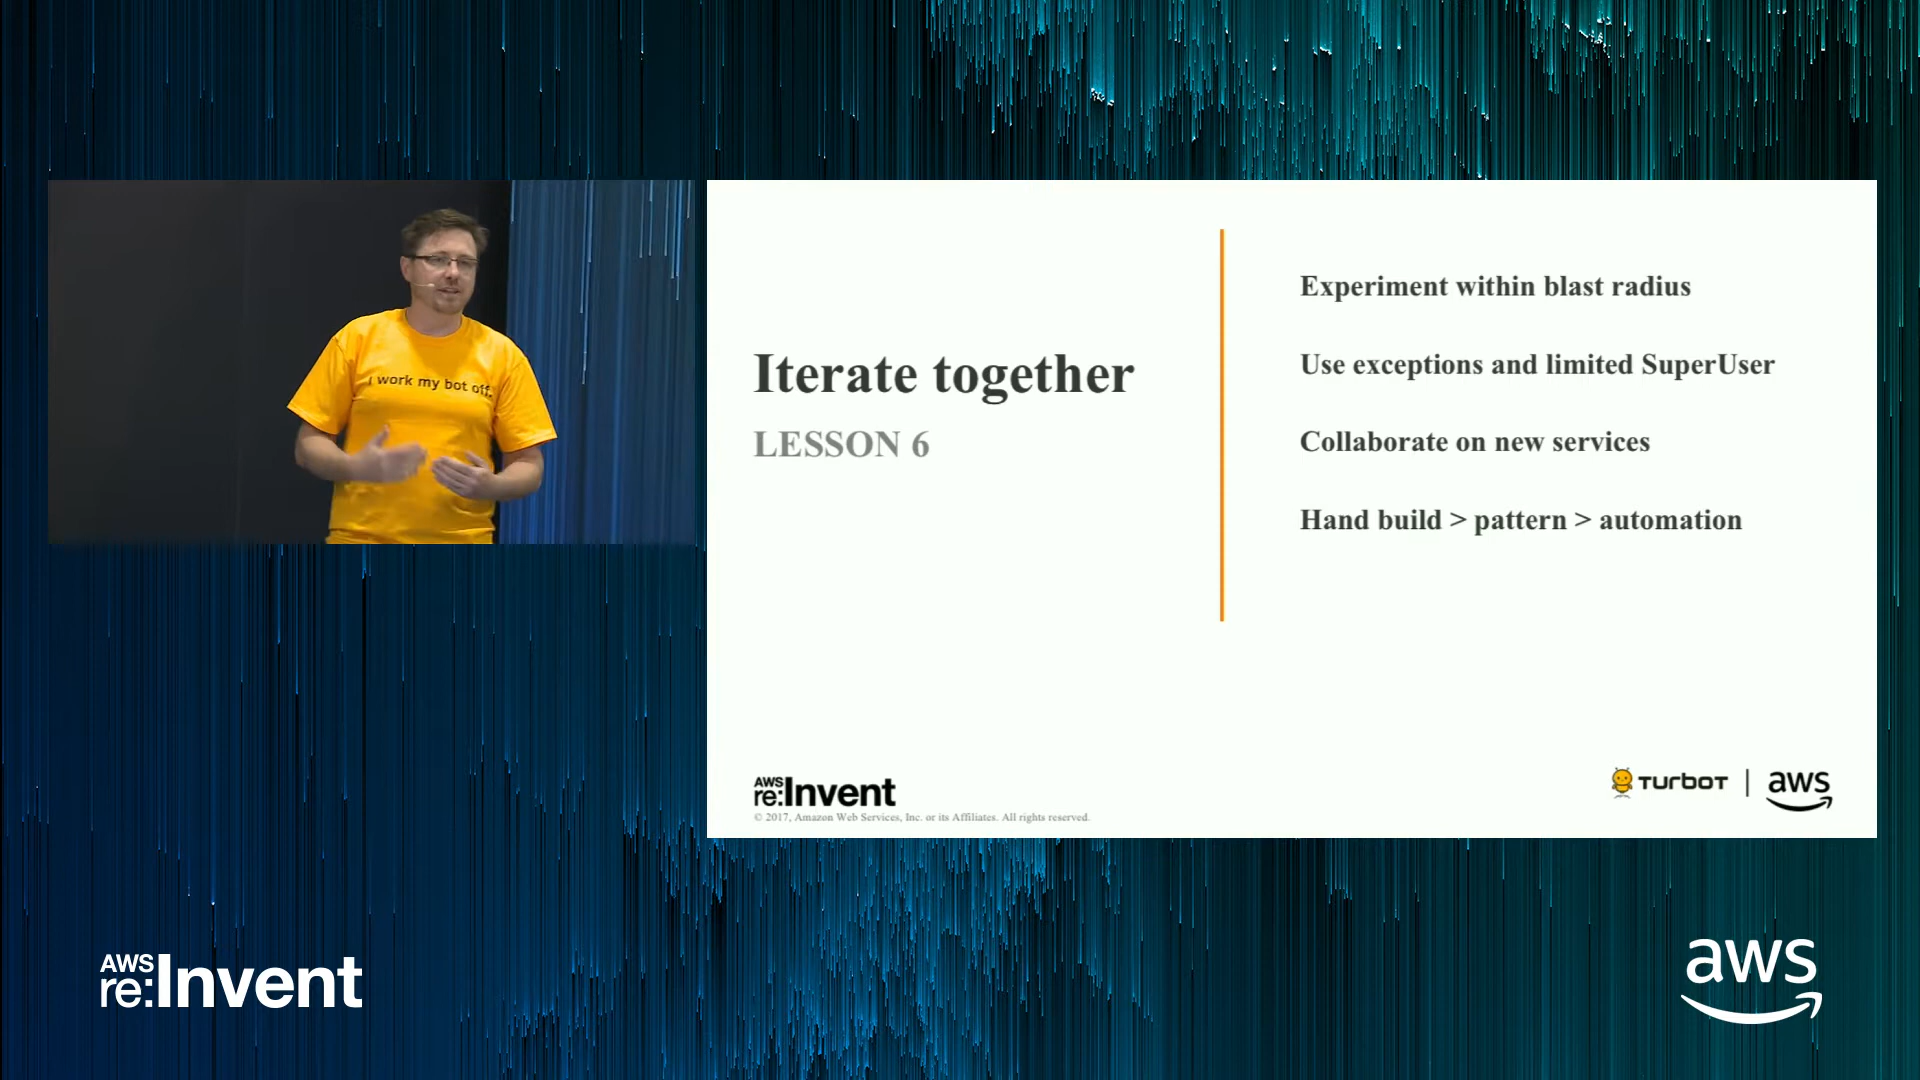 I work my bot off.
Iterate together
LESSON 6
Experiment within blast radius
Use exceptions and limited SuperUser
Collaborate on new services
Hand build > pattern > automation
AWS
re:Invent
© 2017, Amazon Web Services, Inc. or its Affiliates. All rights reserved.
TURBOT | aws
AWS
re:Invent
aws